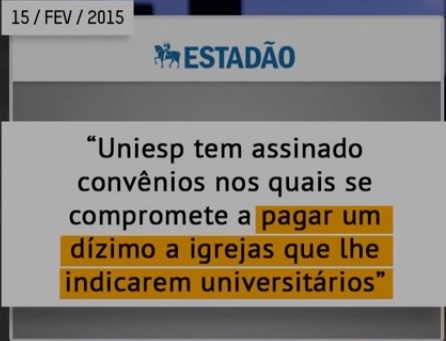 15 / FEV / 2015
ESTADÃO
“Uniesp tem assinado
convênios nos quais se
compromete a pagar um
dízimo a igrejas que lhe
indicarem universitários”